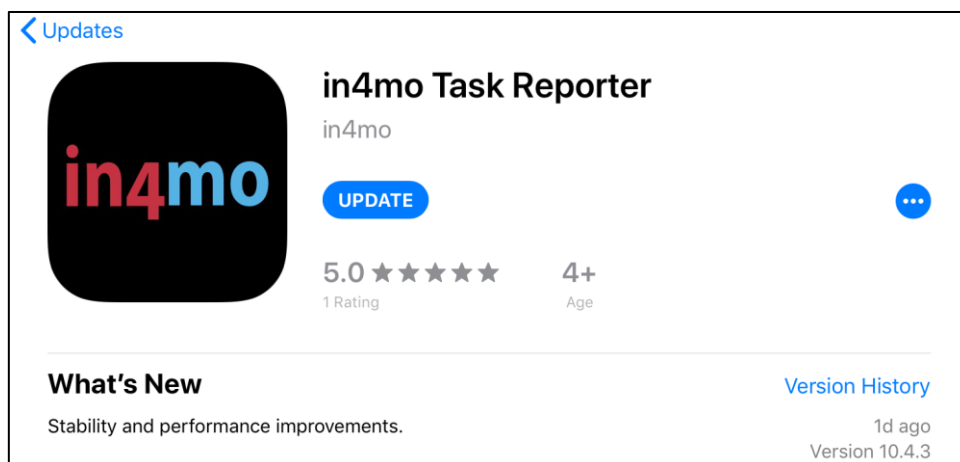 Updates
in4mo Task Reporter
in4mo
in4mo
UPDATE
5.0 4+
1 Rating Age
What's New Version History
Stability and performance improvements. 1d ago
Version 10.4.3